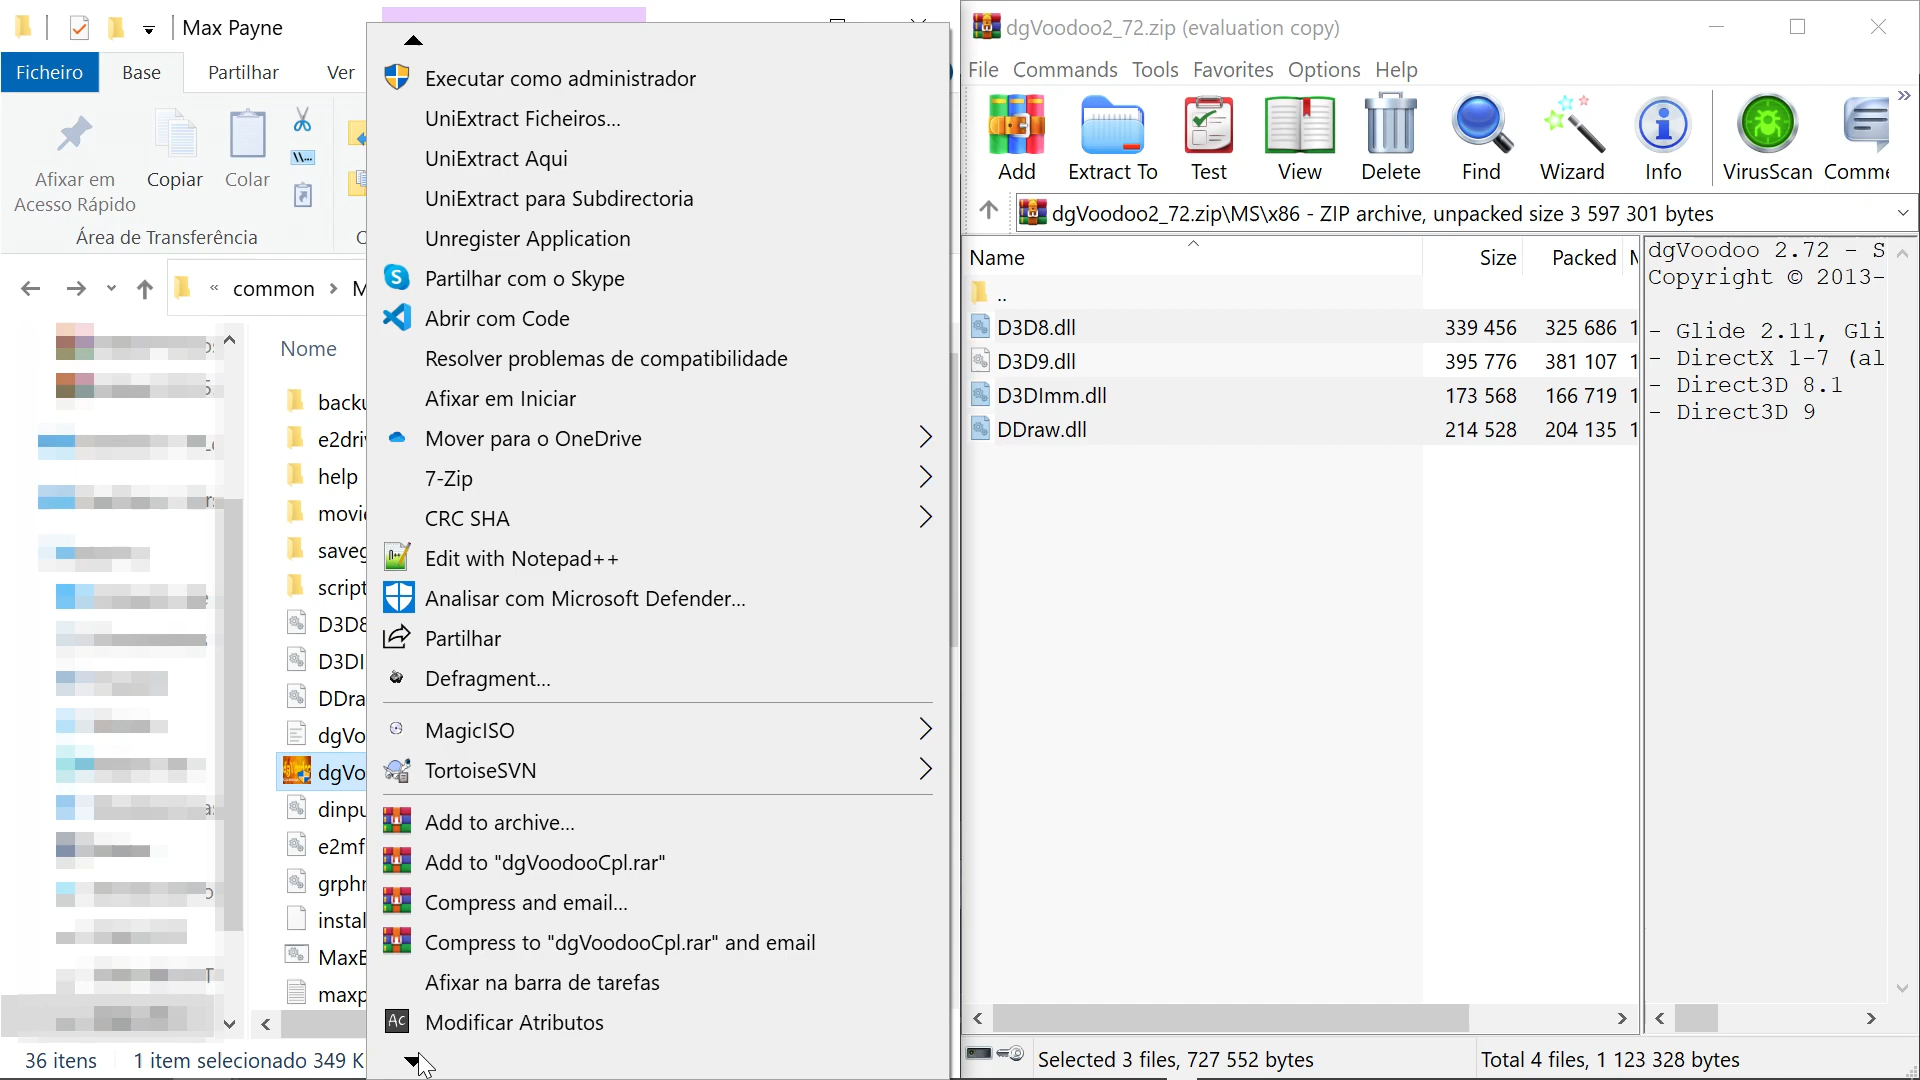 Max Payne
Ficheiro
Base
Partilhar
Ver
Afixar em
Acesso Rápido
Copiar
Colar
Área de Transferência
« common > M
Nome
backu
e2driv
help
movie
saveg
script
D3D8
D3DI
DDra
dgVo
dgVo
dinpu
e2mf
grphm
instal
MaxE
maxp
36 itens
1 item selecionado 349 K
Executar como administrador
UniExtract Ficheiros...
UniExtract Aqui
UniExtract para Subdirectoria
Unregister Application
Partilhar com o Skype
Abrir com Code
Resolver problemas de compatibilidade
Afixar em Iniciar
Mover para o OneDrive
7-Zip
CRC SHA
Edit with Notepad++
Analisar com Microsoft Defender...
Partilhar
Defragment...
MagicISO
TortoiseSVN
Add to archive...
Add to "dgVoodooCpl.rar"
Compress and email...
Compress to "dgVoodooCpl.rar" and email
Afixar na barra de tarefas
Modificar Atributos
dgVoodoo2_72.zip (evaluation copy)
File Commands Tools Favorites Options Help
Add
Extract To
Test
View
Delete
Find
Wizard
Info
VirusScan
Comme
dgVoodoo2_72.zip\MS\x86 - ZIP archive, unpacked size 3 597 301 bytes
Name Size Packed
..
D3D8.dll 339 456 325 686 1
D3D9.dll 395 776 381 107 1
D3DImm.dll 173 568 166 719 1
DDraw.dll 214 528 204 135 1
dgVoodoo 2.72 - S
Copyright © 2013-
- Glide 2.11, Gli
- DirectX 1-7 (al
- Direct3D 8.1
- Direct3D 9
Selected 3 files, 727 552 bytes
Total 4 files, 1 123 328 bytes